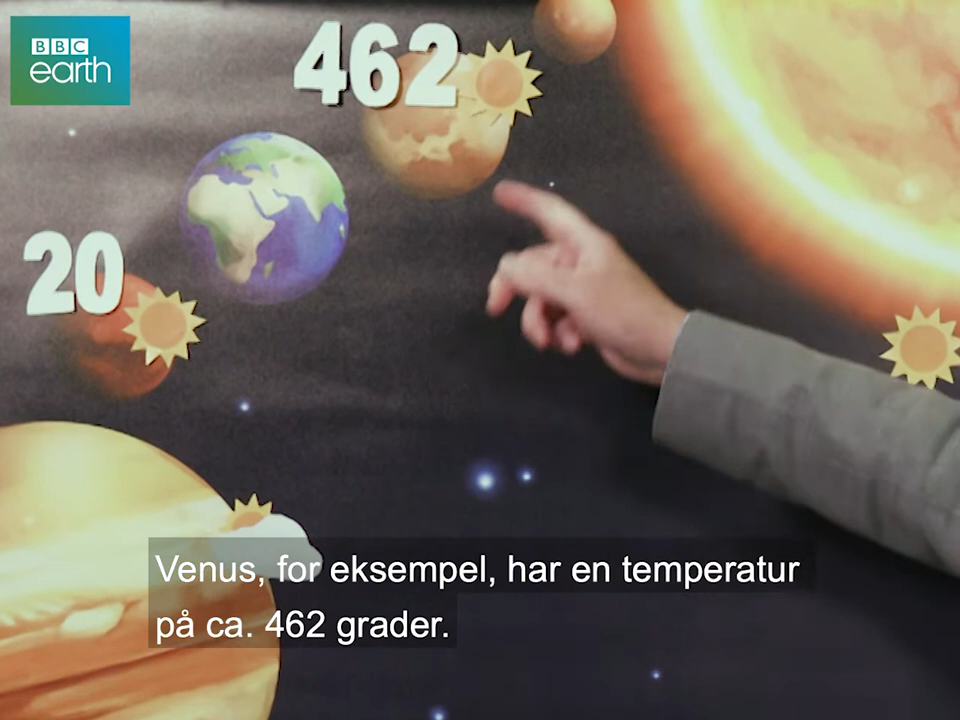 BBC
earth
462
20
Venus, for eksempel, har en temperatur
på ca. 462 grader.